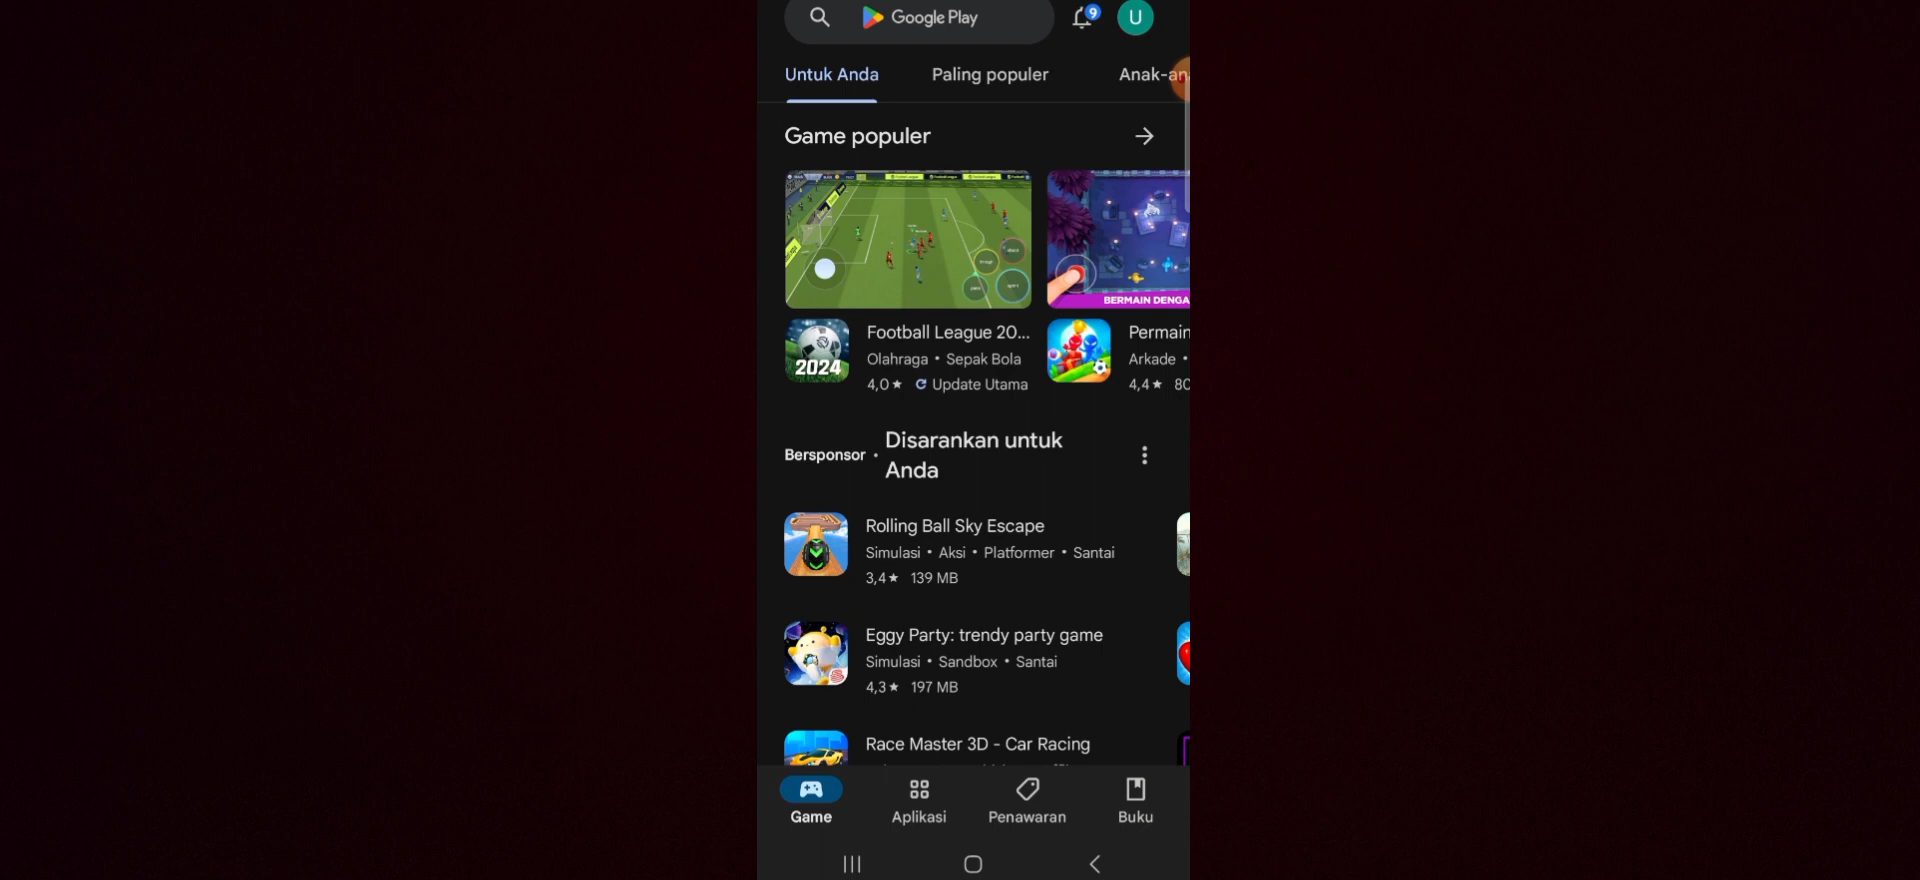 Google Play
9
U
Untuk Anda
Paling populer
Anak-an
Game populer
BERMAIN DENGA
2024
Football League 20...
Olahraga • Sepak Bola
4,0★ Update Utama
Permain
Arkade •
4,4★ 80
Bersponsor •
Disarankan untuk
Anda
Rolling Ball Sky Escape
Simulasi • Aksi • Platformer • Santai
3,4★ 139 MB
Eggy Party: trendy party game
Simulasi • Sandbox • Santai
4,3★ 197 MB
Race Master 3D - Car Racing
Game
Aplikasi
Penawaran
Buku